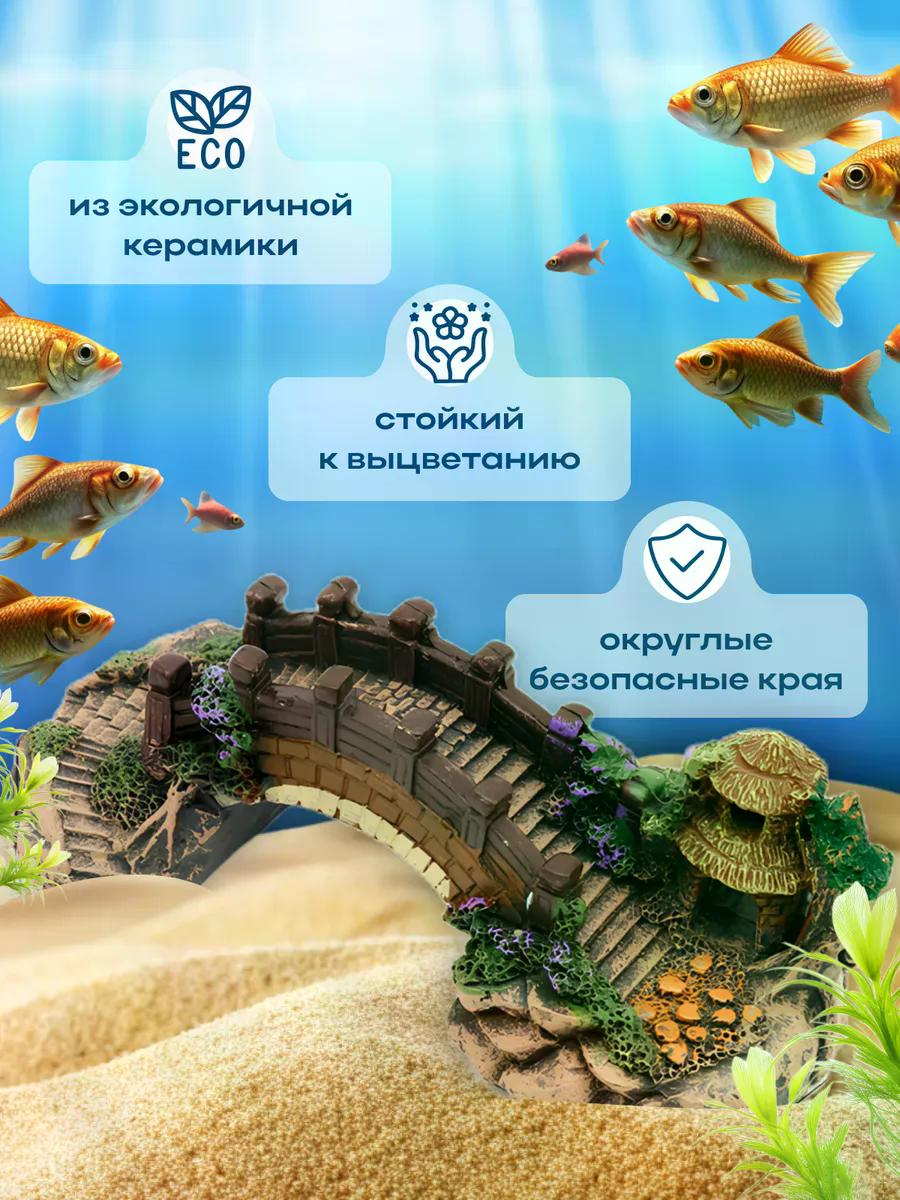 ECO
из экологичной
керамики
стойкий
к выцветанию
округлые
безопасные края